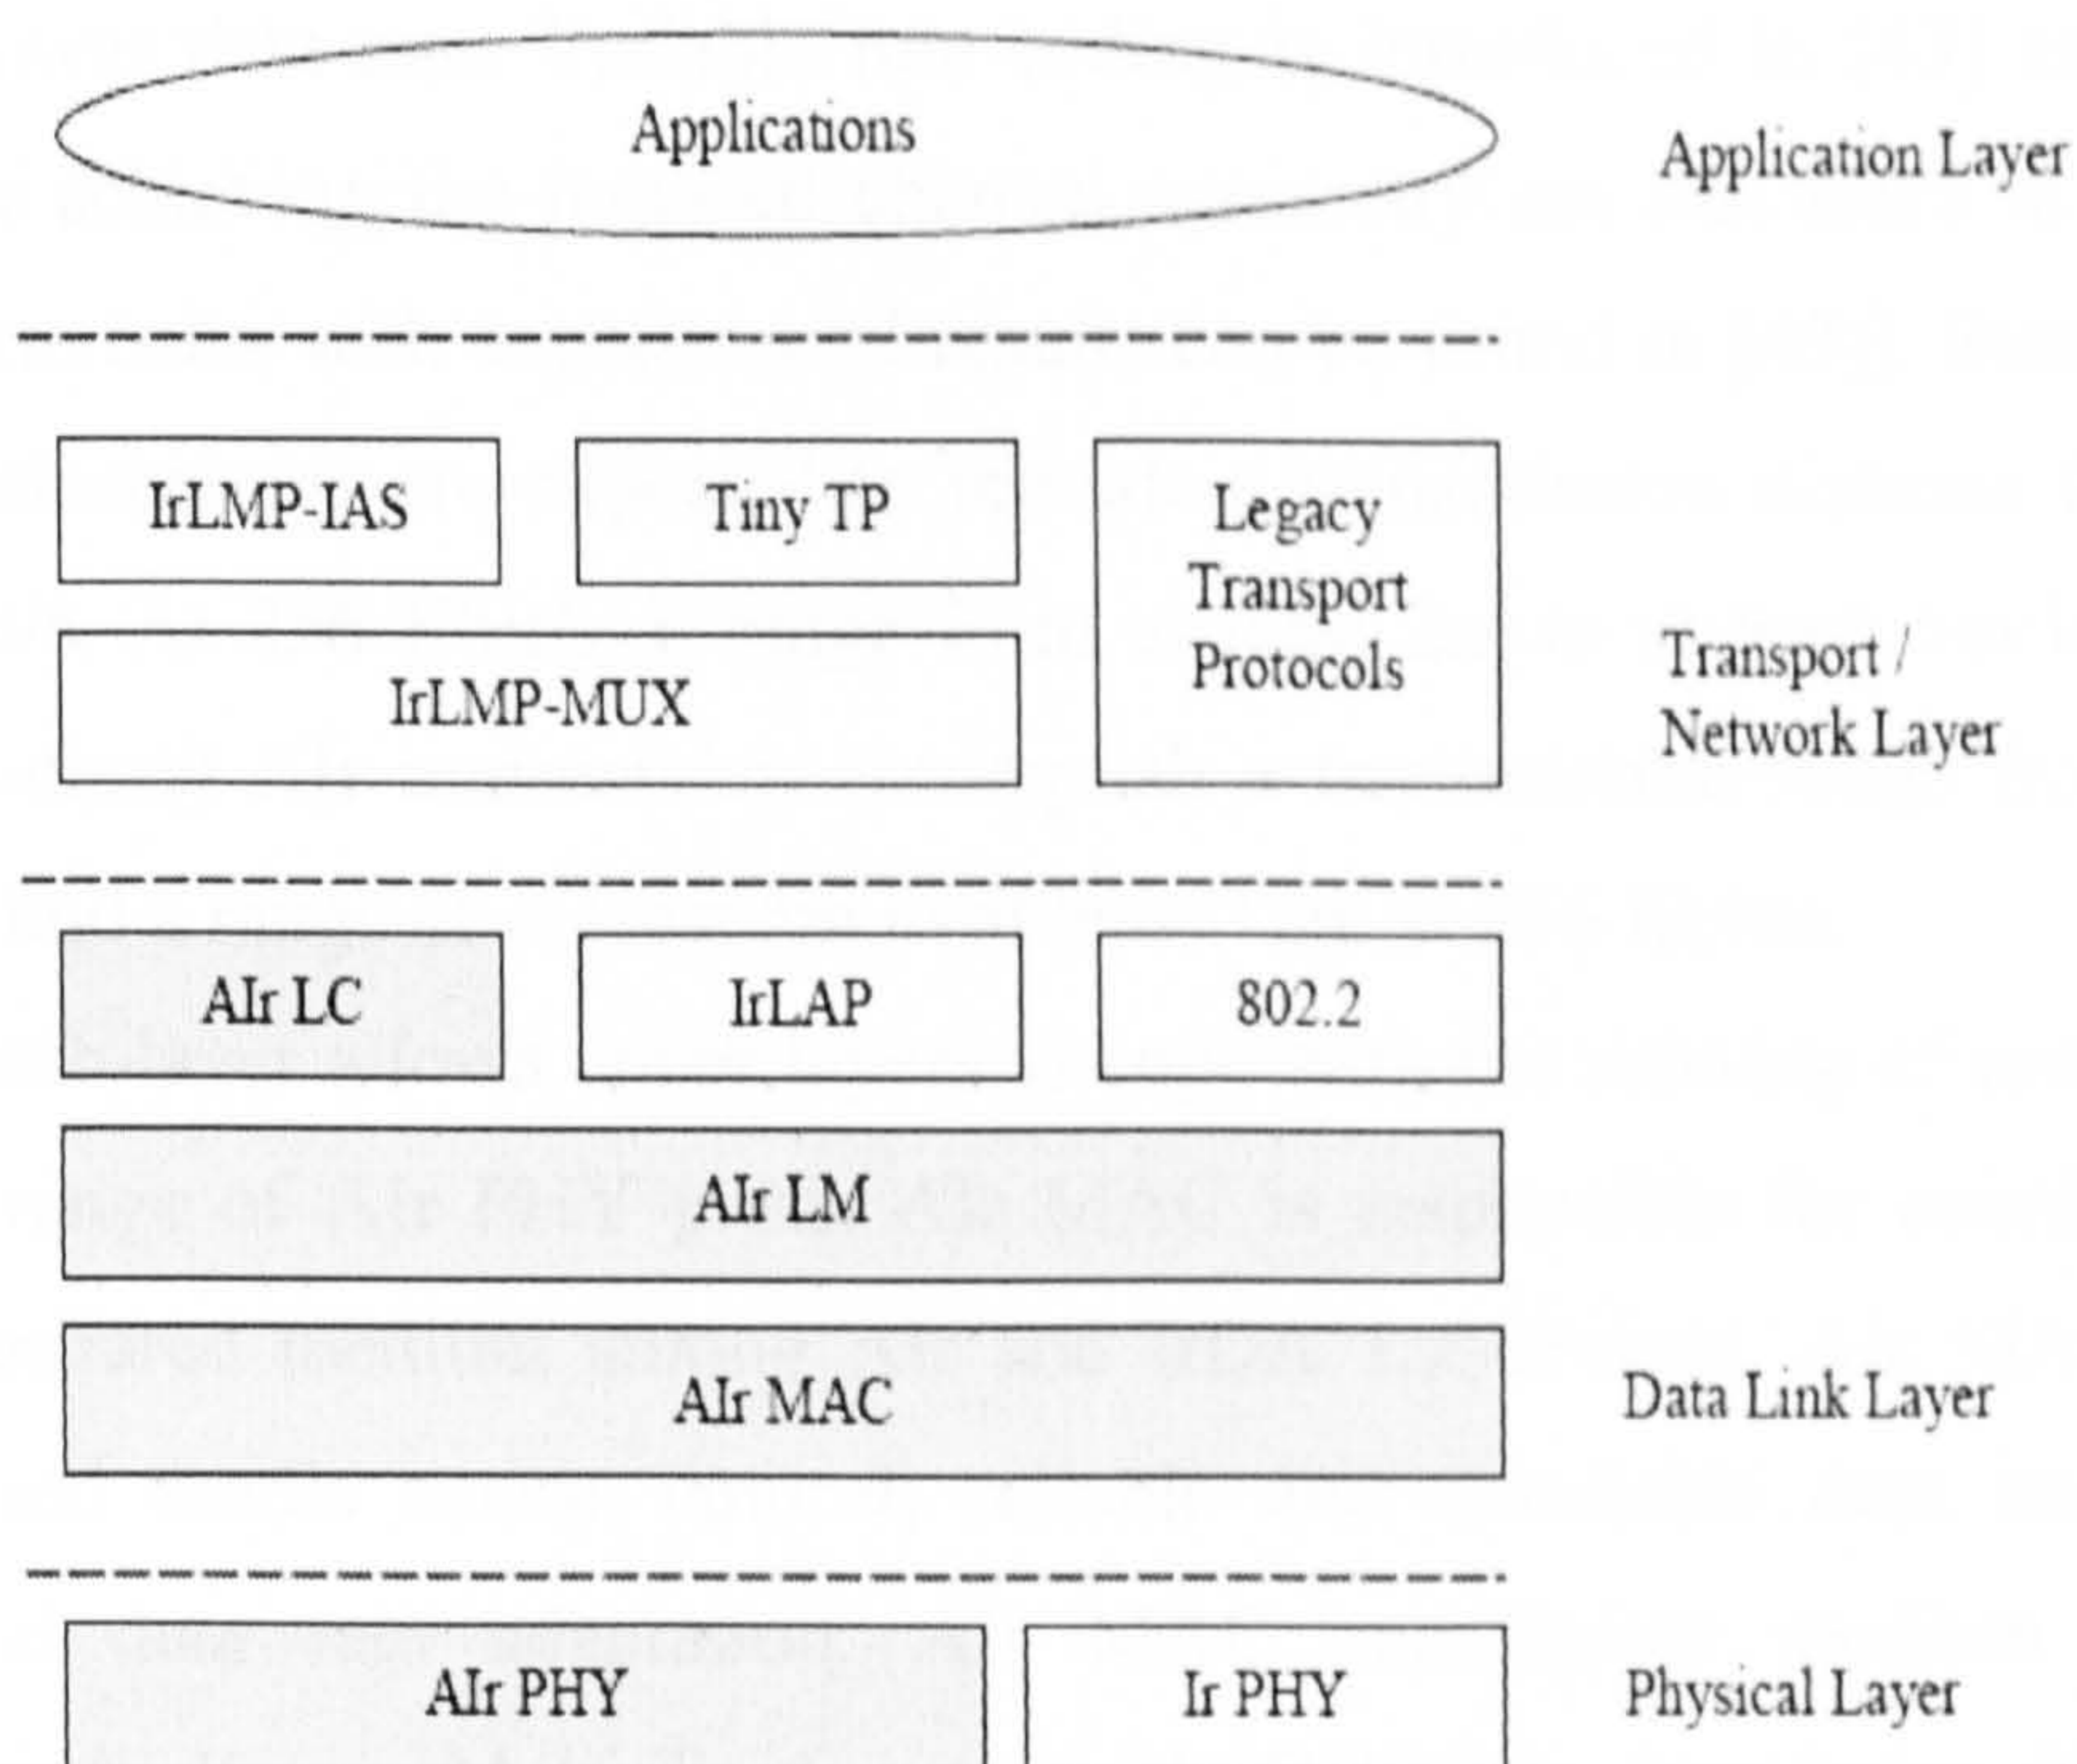 Applications
Application Layer
IrLMP-IAS
Tiny TP
Legacy
Transport
Protocols
IrLMP-MUX
Transport /
Network Layer
AIr LC
IrLAP
802.2
AIr LM
AIr MAC
Data Link Layer
AIr PHY
Ir PHY
Physical Layer